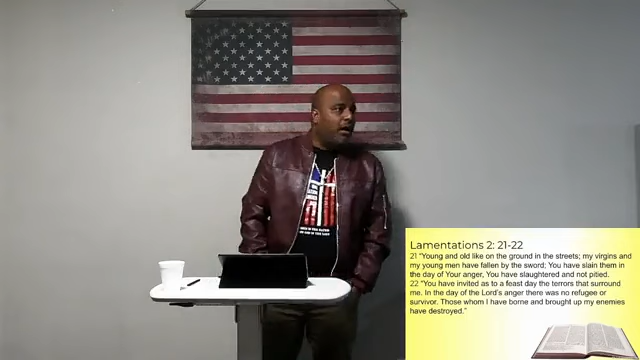 Lamentations 2: 21-22
21 “Young and old like on the ground in the streets; my virgins and
my young men have fallen by the sword; You have slain them in
the day of Your anger, You have slaughtered and not pitied.
22 “You have invited as to a feast day the terrors that surround
me. In the day of the Lord’s anger there was no refugee or
survivor. Those whom I have borne and brought up my enemies
have destroyed.”